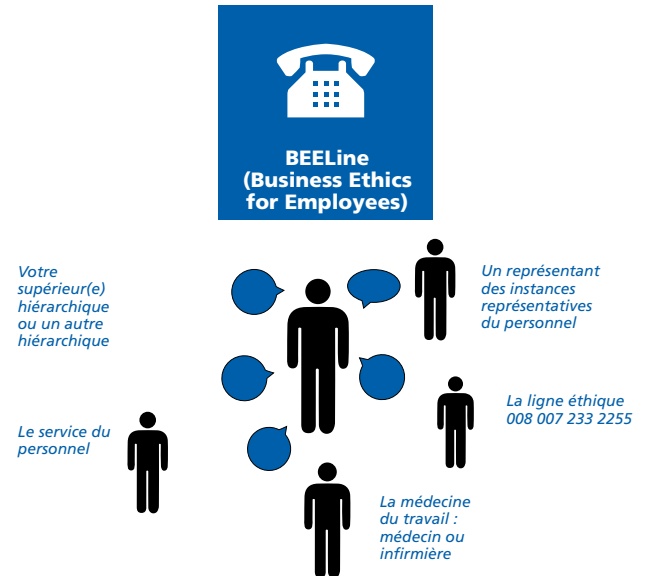 BEELine
(Business Ethics
for Employees)
Votre
supérieur(e)
hiérarchique
ou un autre
hiérarchique
Un représentant
des instances
représentatives
du personnel
La ligne éthique
008 007 233 2255
Le service du
personnel
La médecine
du travail :
médecin ou
infirmière